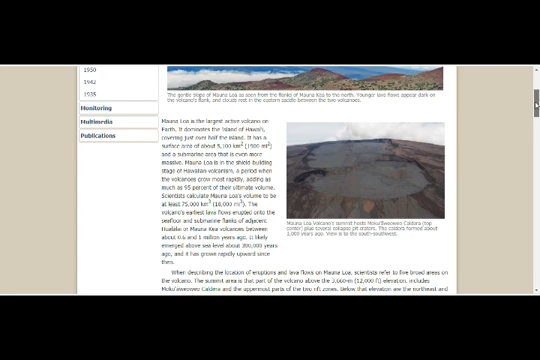 1950
1942
1935
Monitoring
Multimedia
Publications
The gentle slope of Mauna Loa as seen from the flanks of Mauna Kea to the north. Younger lava flows appear dark on
the volcano's flank, and clouds rest in the eastern saddle between the two volcanoes.
Mauna Loa is the largest active volcano on
Earth. It dominates the Island of Hawai'i,
covering just over half the island. It has a
surface area of about 5,100 km² (1900 mi²)
and a submarine area that is even more
massive. Mauna Loa is in the shield-building
stage of Hawaiian volcanism, a period when
the volcanoes grow most rapidly, adding as
much as 95 percent of their ultimate volume.
Scientists calculate Mauna Loa's volume to be
at least 75,000 km³ (18,000 mi³). The
volcano's earliest lava flows erupted onto the
seafloor and submarine flanks of adjacent
Hualālai or Mauna Kea volcanoes between
about 0.6 and 1 million years ago. It likely
emerged above sea level about 300,000 years
ago, and it has grown rapidly upward since
then.
Mauna Loa Volcano's summit hosts Moku'āweoweo Caldera (top
center) plus several collapse pit craters. The caldera formed about
1,000 years ago. View is to the south-southwest.
When describing the location of eruptions and lava flows on Mauna Loa, scientists refer to five broad areas on
the volcano. The summit area is that part of the volcano above the 3,660-m (12,000 ft) elevation, includes
Moku'āweoweo Caldera and the uppermost parts of the two rift zones. Below that elevation are the northeast and